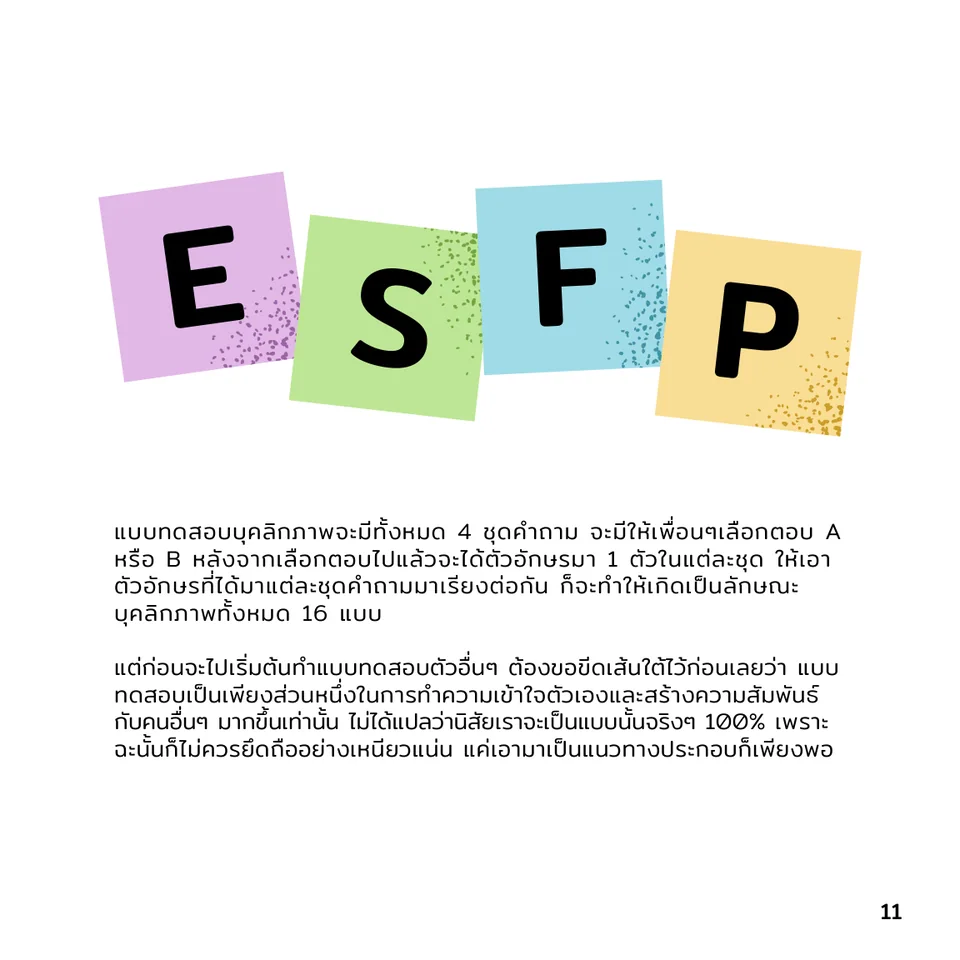 E S F P
แบบทดสอบบุคลิกภาพจะมีทั้งหมด 4 ชุดคำถาม จะมีให้เพื่อนๆเลือกตอบ A
หรือ B หลังจากเลือกตอบไปแล้วจะได้ตัวอักษรมา 1 ตัวในแต่ละชุด ให้เอา
ตัวอักษรที่ได้มาแต่ละชุดคำถามมาเรียงต่อกัน ก็จะทำให้เกิดเป็นลักษณะ
บุคลิกภาพทั้งหมด 16 แบบ
แต่ก่อนจะไปเริ่มต้นทำแบบทดสอบตัวอื่นๆ ต้องขอขีดเส้นใต้ไว้ก่อนเลยว่า แบบ
ทดสอบเป็นเพียงส่วนหนึ่งในการทำความเข้าใจตัวเองและสร้างความสัมพันธ์
กับคนอื่นๆ มากขึ้นเท่านั้น ไม่ได้แปลว่านิสัยเราจะเป็นแบบนั้นจริงๆ 100% เพราะ
ฉะนั้นก็ไม่ควรยึดถืออย่างเหนียวแน่น แค่เอามาเป็นแนวทางประกอบก็เพียงพอ
11